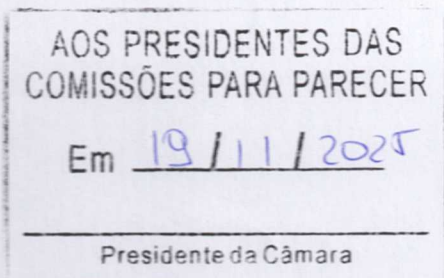 AOS PRESIDENTES DAS
COMISSÕES PARA PARECER
Em 19/11/2025
Presidente da Câmara